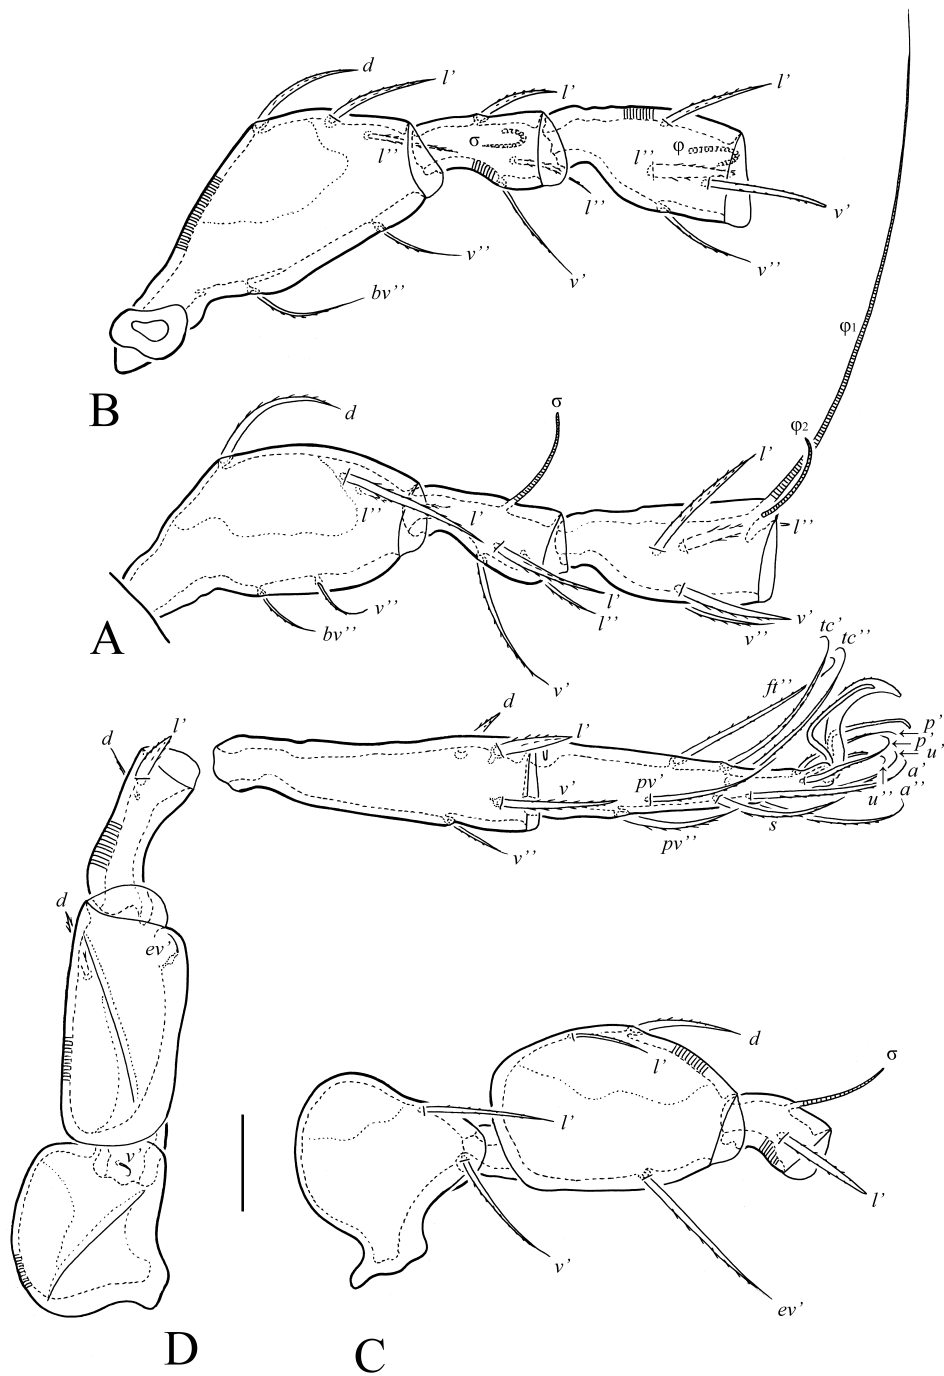 d l’ l’ l’
σ φ
l’’ l’’
l’’ v’
v’’ v’ v’’
bv’’
φ1
B
d σ φ2
l’
l’’ l’ l’’
l’
v’’ l’’ v’
bv’’ v’’
A
v’ tc’ tc’’
ft’’
d
l’ l’
d p’
p’’
u’
v’ pv’ a’
u’’ a’’
s
v’’ pv’’
d
ev’
d
l’ σ
v’
l’
l’
v’
ev’
D C